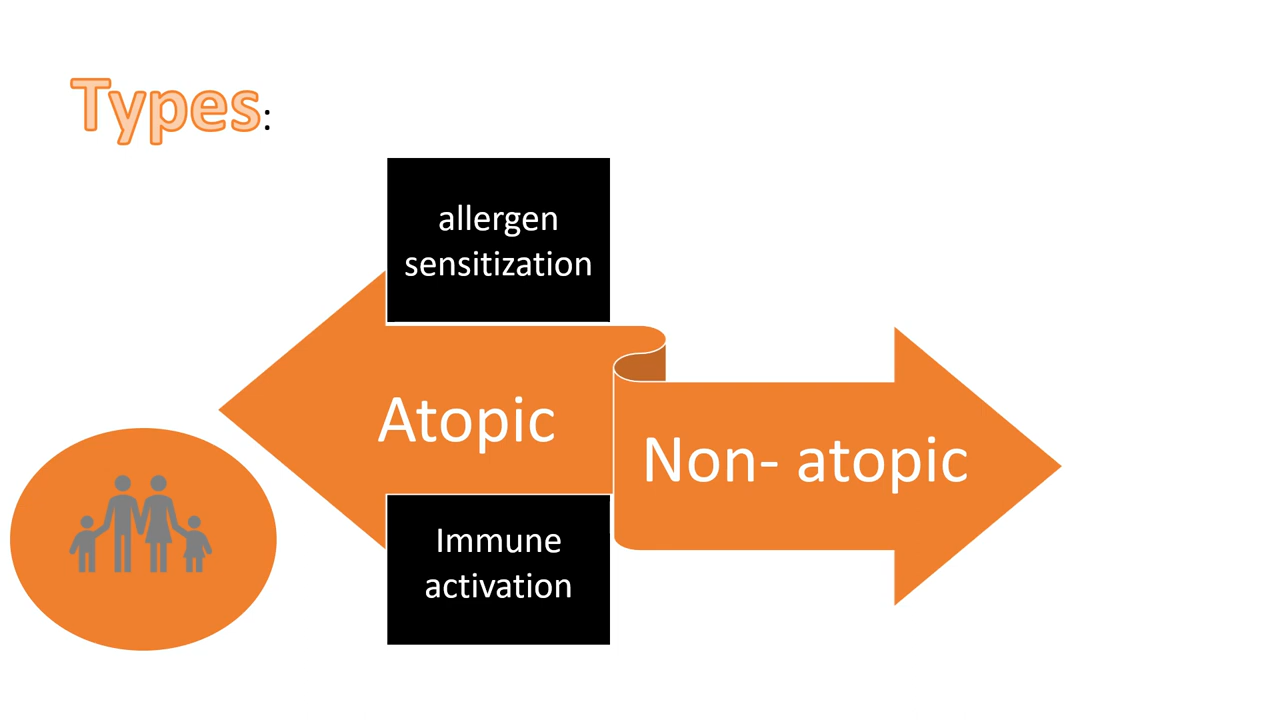 Types:
allergen
sensitization
Atopic
Non- atopic
Immune
activation